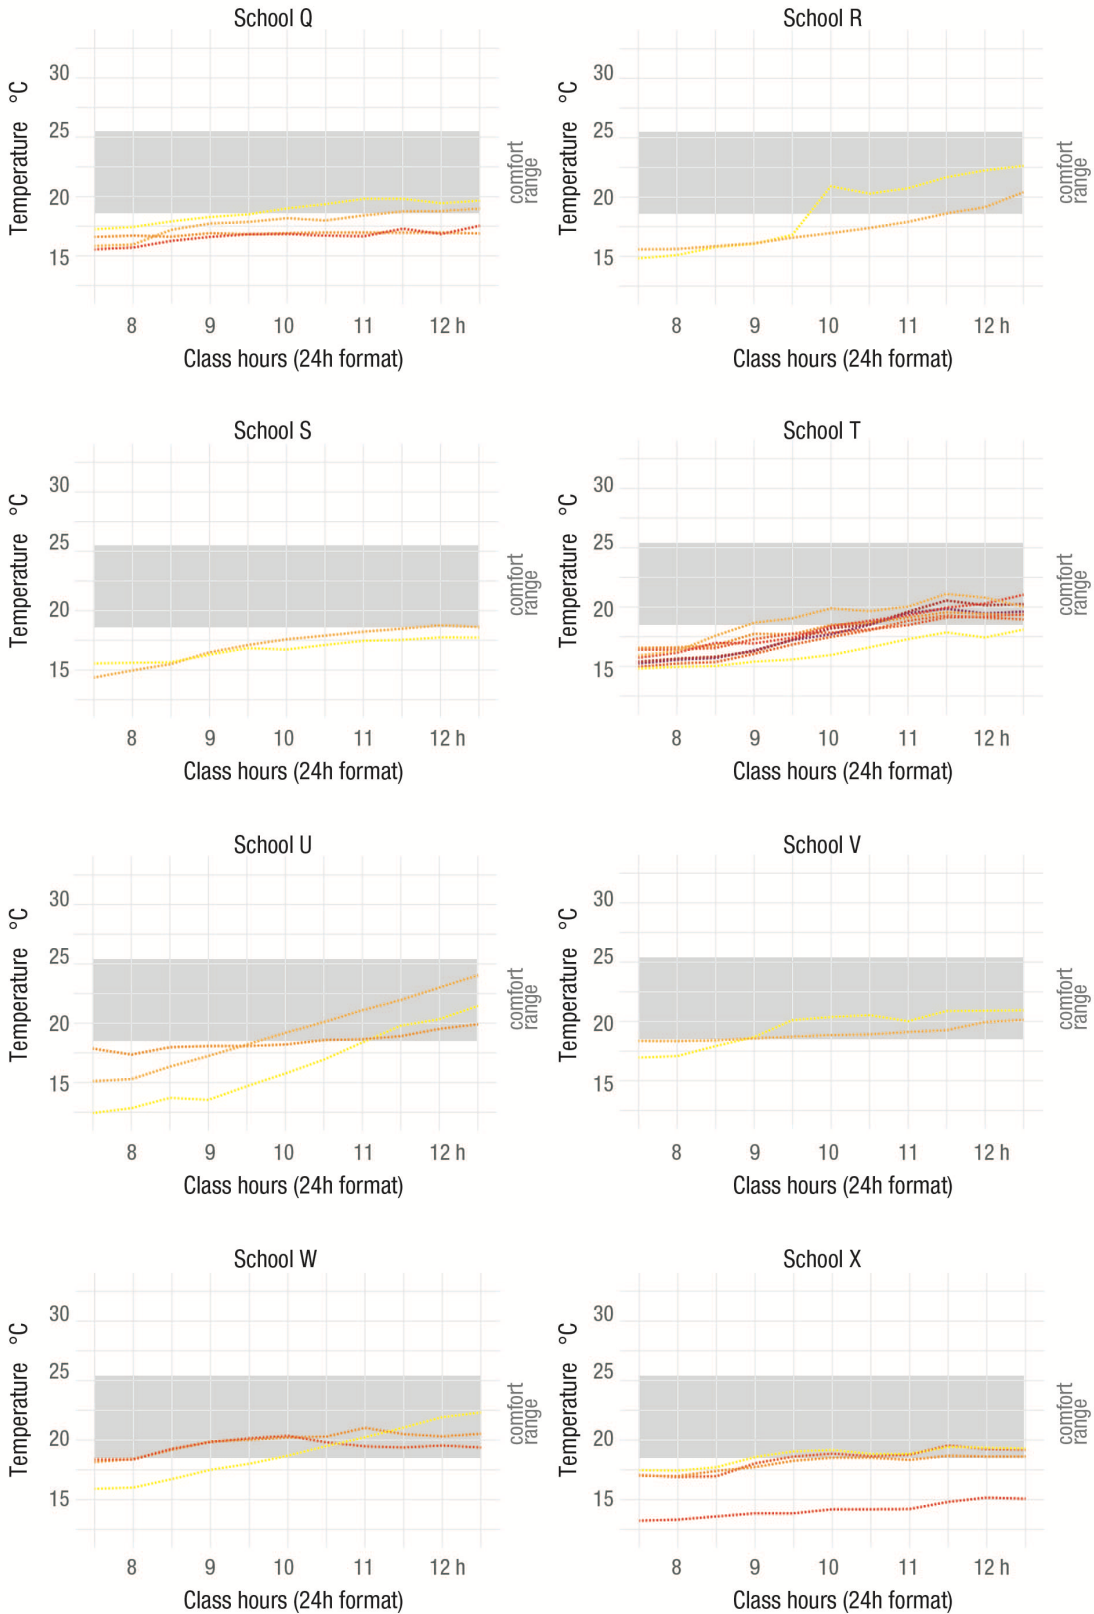 School Q
Temperature °C
30
25
20
15
comfort
range
8 9 10 11 12 h
Class hours (24h format)
School R
Temperature °C
30
25
20
15
comfort
range
8 9 10 11 12 h
Class hours (24h format)
School S
Temperature °C
30
25
20
15
comfort
range
8 9 10 11 12 h
Class hours (24h format)
School T
Temperature °C
30
25
20
15
comfort
range
8 9 10 11 12 h
Class hours (24h format)
School U
Temperature °C
30
25
20
15
comfort
range
8 9 10 11 12 h
Class hours (24h format)
School V
Temperature °C
30
25
20
15
comfort
range
8 9 10 11 12 h
Class hours (24h format)
School W
Temperature °C
30
25
20
15
comfort
range
8 9 10 11 12 h
Class hours (24h format)
School X
Temperature °C
30
25
20
15
comfort
range
8 9 10 11 12 h
Class hours (24h format)